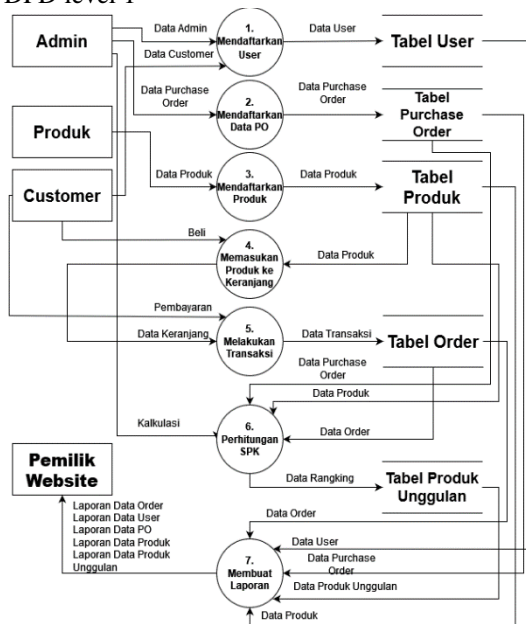 DFD level 1
Admin
Data Admin
1.
Mendaftarkan
User
Data User
Tabel User
Data Customer
Data Purchase
Order
2.
Mendaftarkan
Data PO
Data Purchase
Order
Tabel
Purchase
Order
Produk
Data Produk
3.
Mendaftarkan
Produk
Data Produk
Tabel
Produk
Customer
Beli
4.
Memasukan
Produk ke
Keranjang
Data Produk
Pembayaran
Data Keranjang
5.
Melakukan
Transaksi
Data Transaksi
Tabel Order
Data Purchase
Order
Data Produk
Kalkulasi
6.
Perhitungan
SPK
Data Order
Pemilik
Website
Data Rangking
Tabel Produk
Unggulan
Laporan Data Order
Laporan Data User
Laporan Data PO
Laporan Data Produk
Laporan Data Produk
Unggulan
Data Order
7.
Membuat
Laporan
Data User
Data Purchase
Order
Data Produk Unggulan
Data Produk